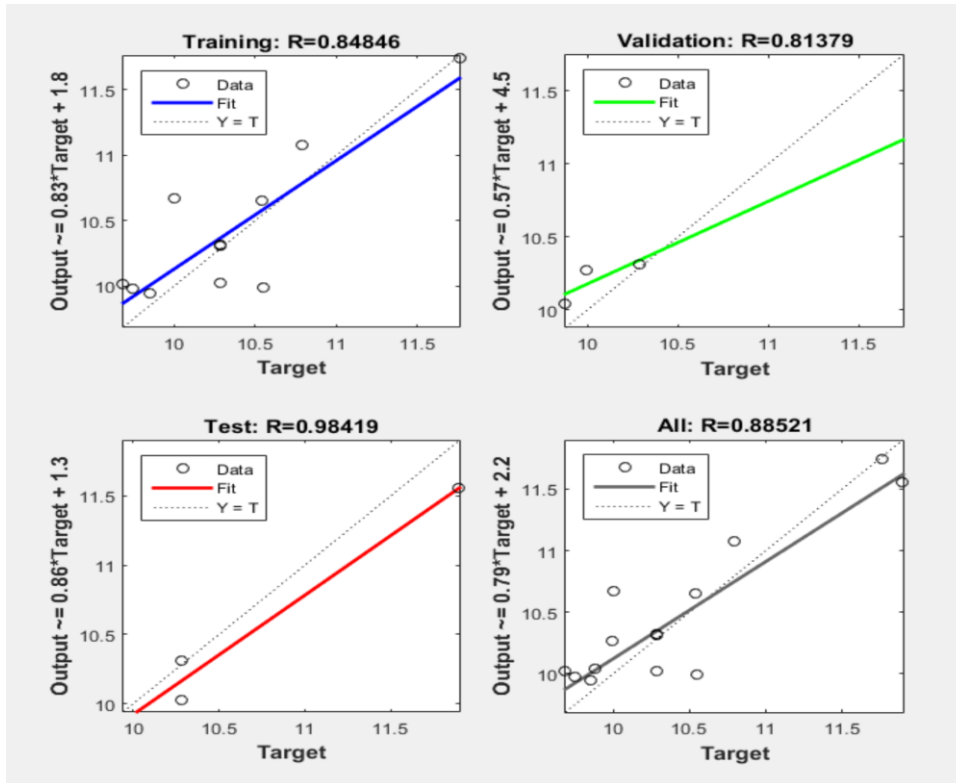 Training: R=0.84846
Output ~= 0.83*Target + 1.8
Data
Fit
Y = T
11.5
11
10.5
10
10
10.5
11
11.5
Target
Validation: R=0.81379
Output ~= 0.57*Target + 4.5
Data
Fit
Y = T
11.5
11
10.5
10
10
10.5
11
11.5
Target
Test: R=0.98419
Output ~= 0.86*Target + 1.3
Data
Fit
Y = T
11.5
11
10.5
10
10
10.5
11
11.5
Target
All: R=0.88521
Output ~= 0.79*Target + 2.2
Data
Fit
Y = T
11.5
11
10.5
10
10
10.5
11
11.5
Target